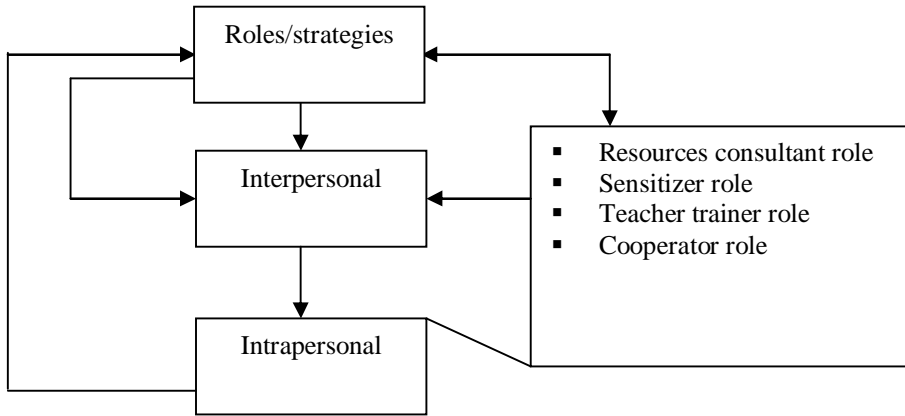 Roles/strategies
Interpersonal
Intrapersonal
▪ Resources consultant role
▪ Sensitizer role
▪ Teacher trainer role
▪ Cooperator role